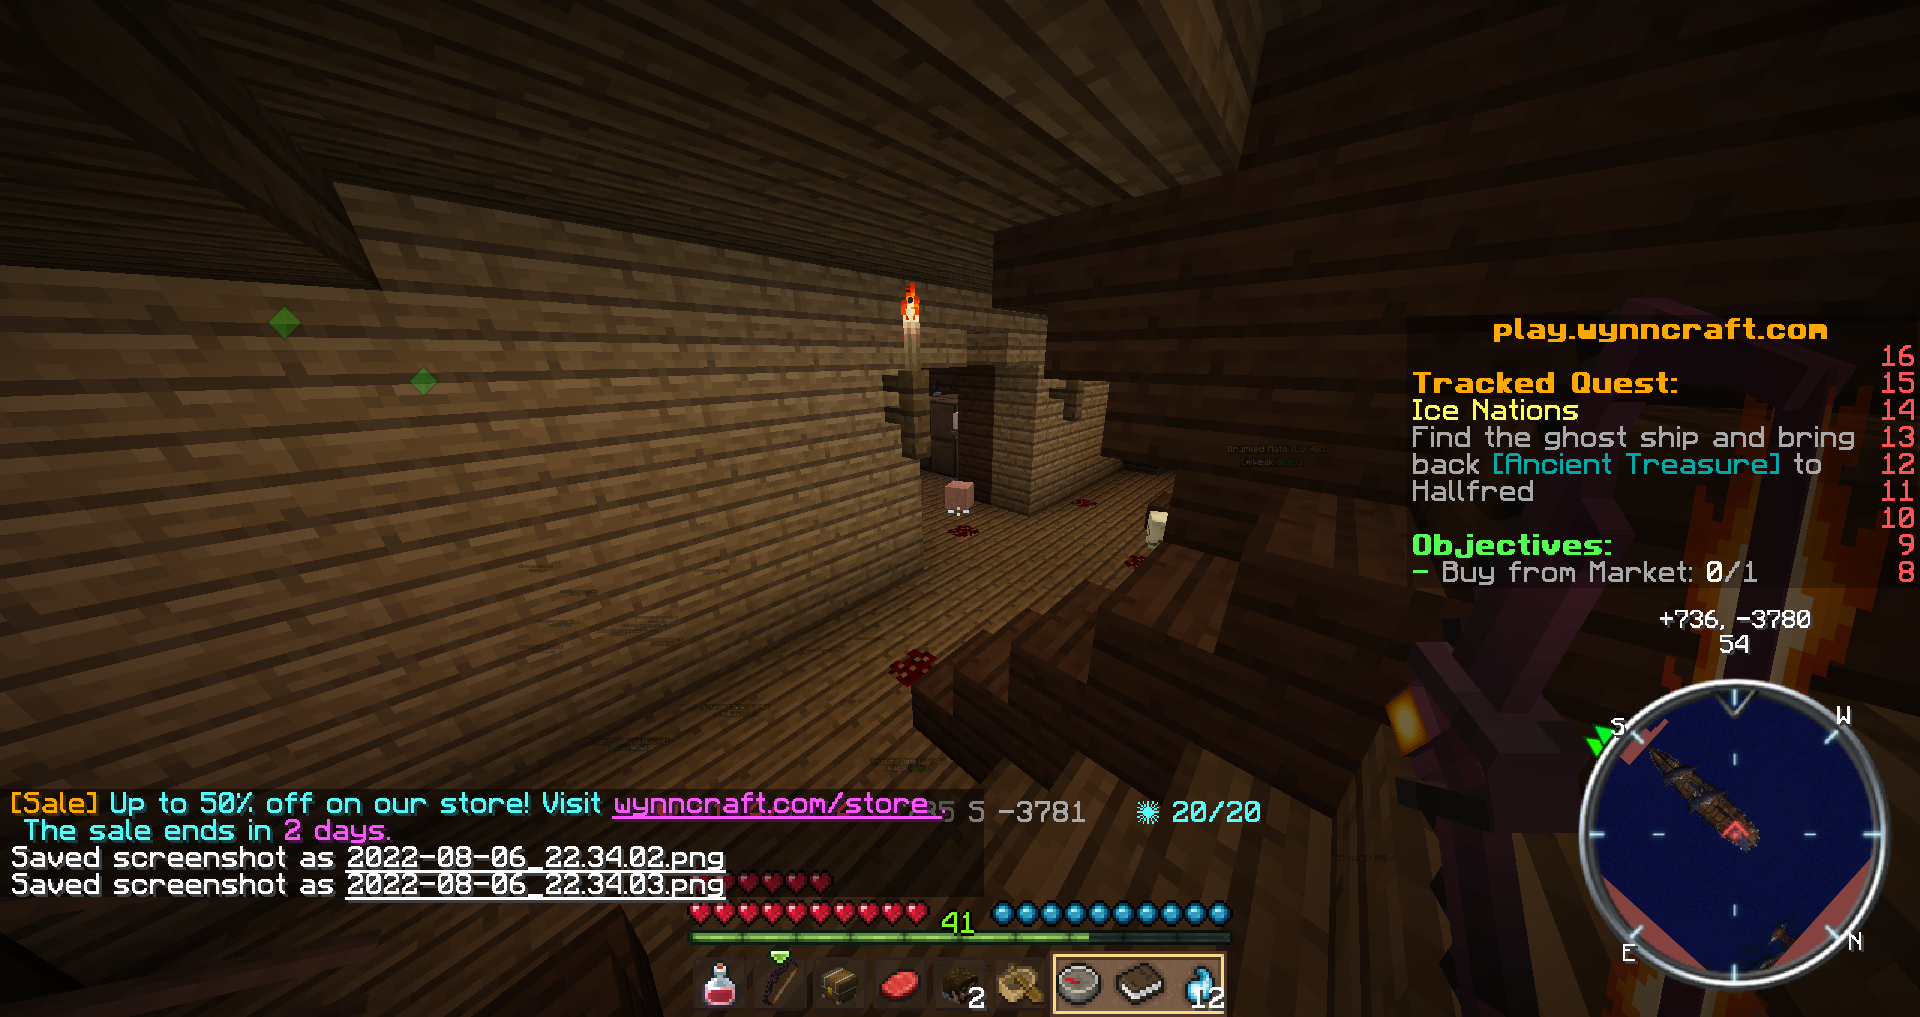 play.wynncraft.com
16
Tracked Quest: 15
Ice Nations 14
Find the ghost ship and bring 13
back [Ancient Treasure] to 12
Hallfred 11
10
Objectives: 9
- Buy from Market: 0/1 8
+736, -3780
54
S
W
E
N
[Sale] Up to 50% off on our store! Visit wynncraft.com/store.
The sale ends in 2 days.
Saved screenshot as 2022-08-06_22.34.02.png
Saved screenshot as 2022-08-06_22.34.03.png
S -3781
20/20
41
2
12